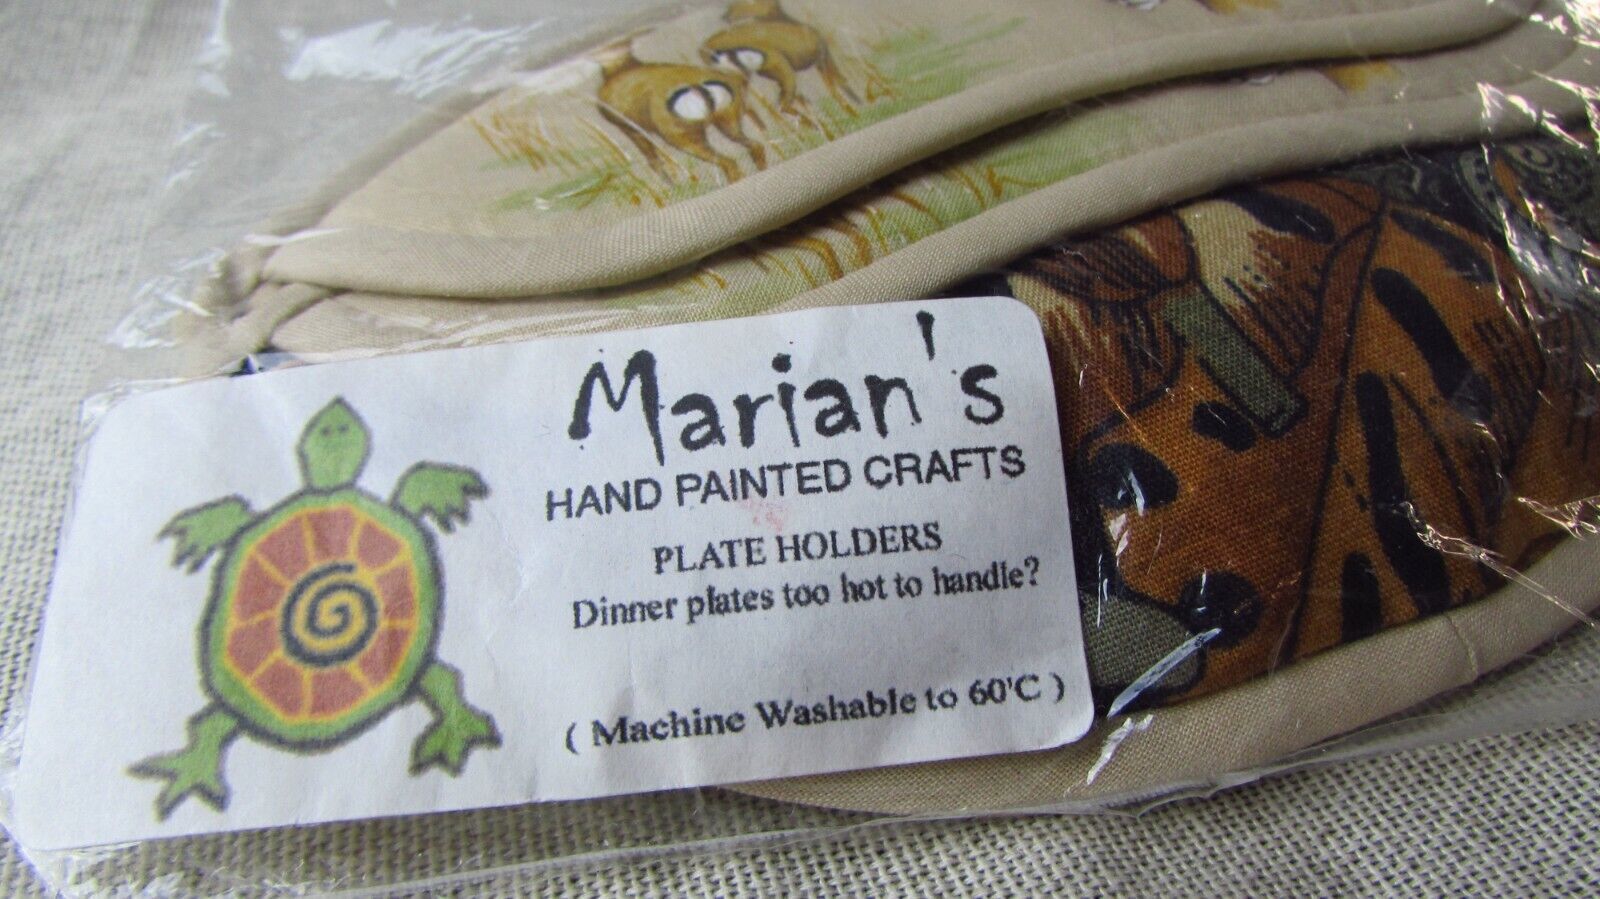 Marian's
HAND PAINTED CRAFTS
PLATE HOLDERS
Dinner plates too hot to handle?
( Machine Washable to 60'C )